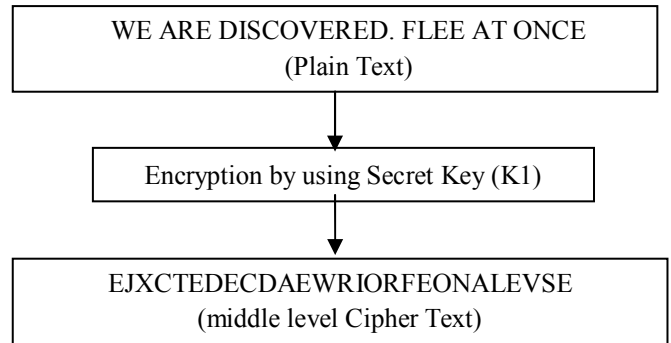 WE ARE DISCOVERED. FLEE AT ONCE
(Plain Text)
Encryption by using Secret Key (K1)
EJXCTEDECDAEWRIORFEONALEVSE
(middle level Cipher Text)